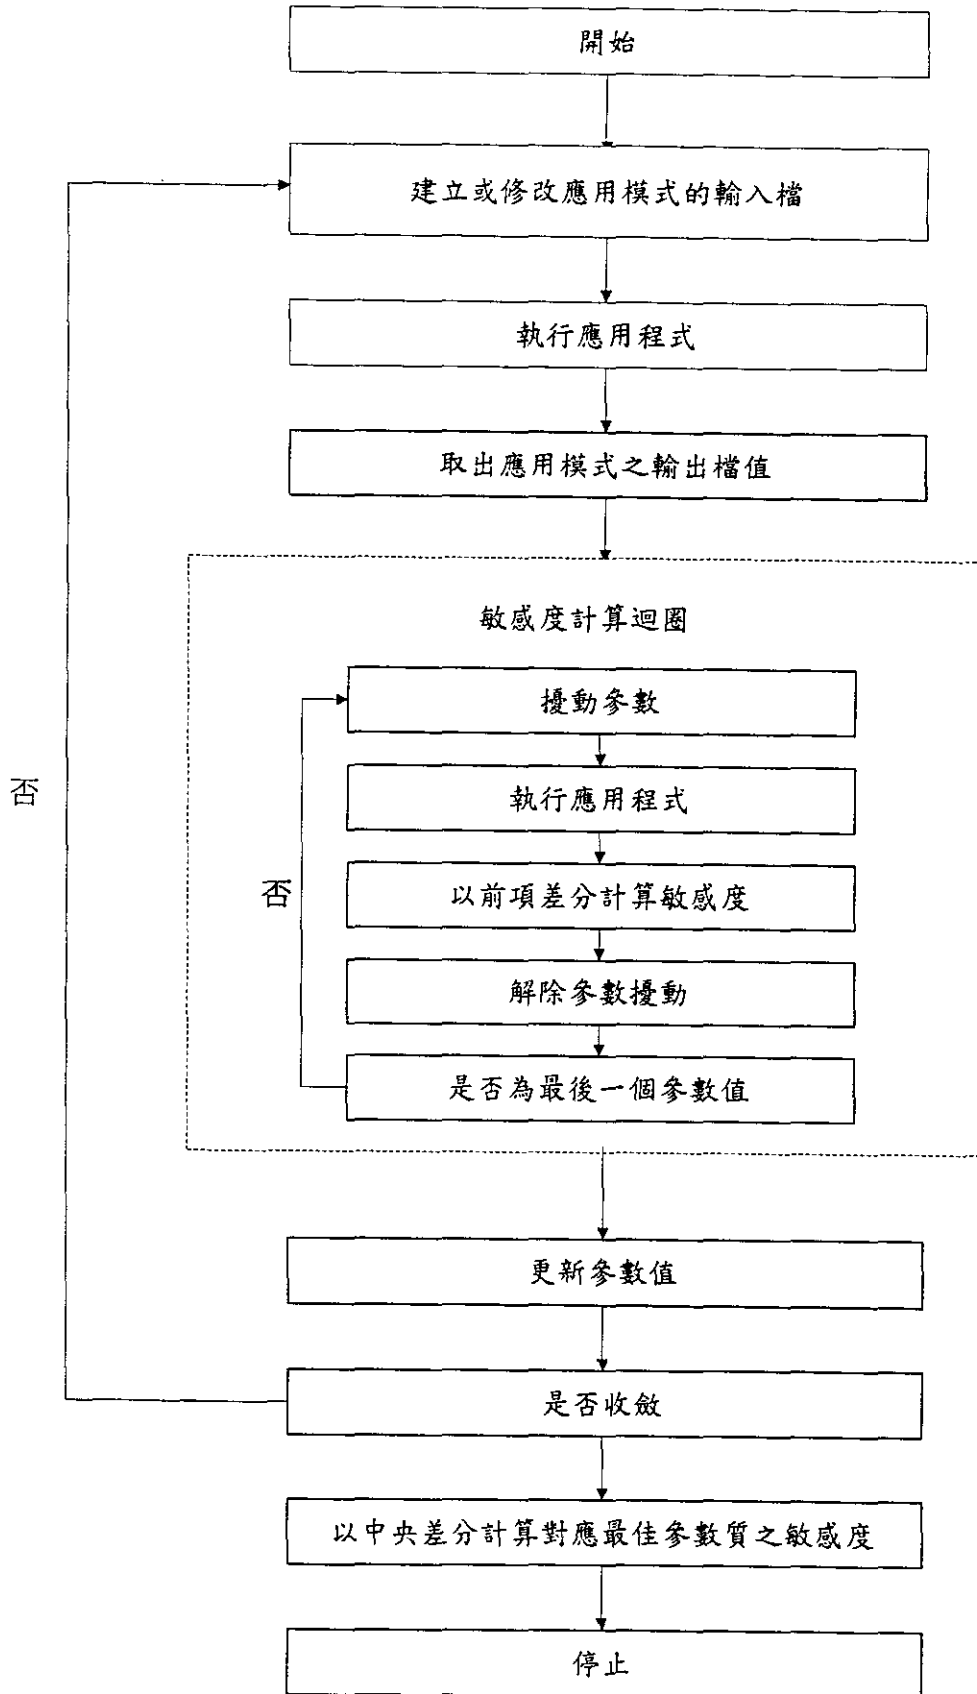 開始
建立或修改應用模式的輸入檔
執行應用程式
取出應用模式之輸出檔值
敏感度計算迴圈
擾動參數
執行應用程式
以前項差分計算敏感度
解除參數擾動
是否為最後一個參數值
否
否
更新參數值
是否收斂
以中央差分計算對應最佳參數質之敏感度
停止